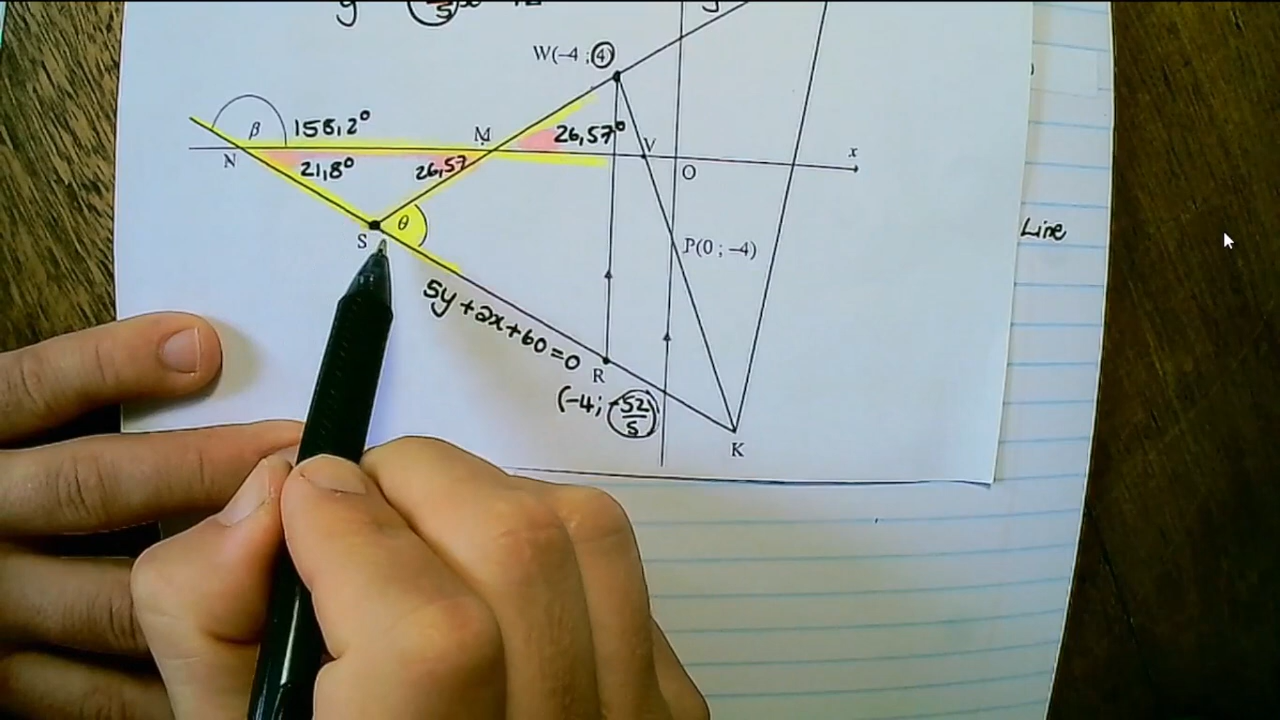 W(−4 ; 4)
β 158,2°
M
26,57°
N
21,8°
26,57
V
x
O
S
θ
P(0 ; −4)
Line
5y+2x+60=0
R
(-4; -52/5)
K